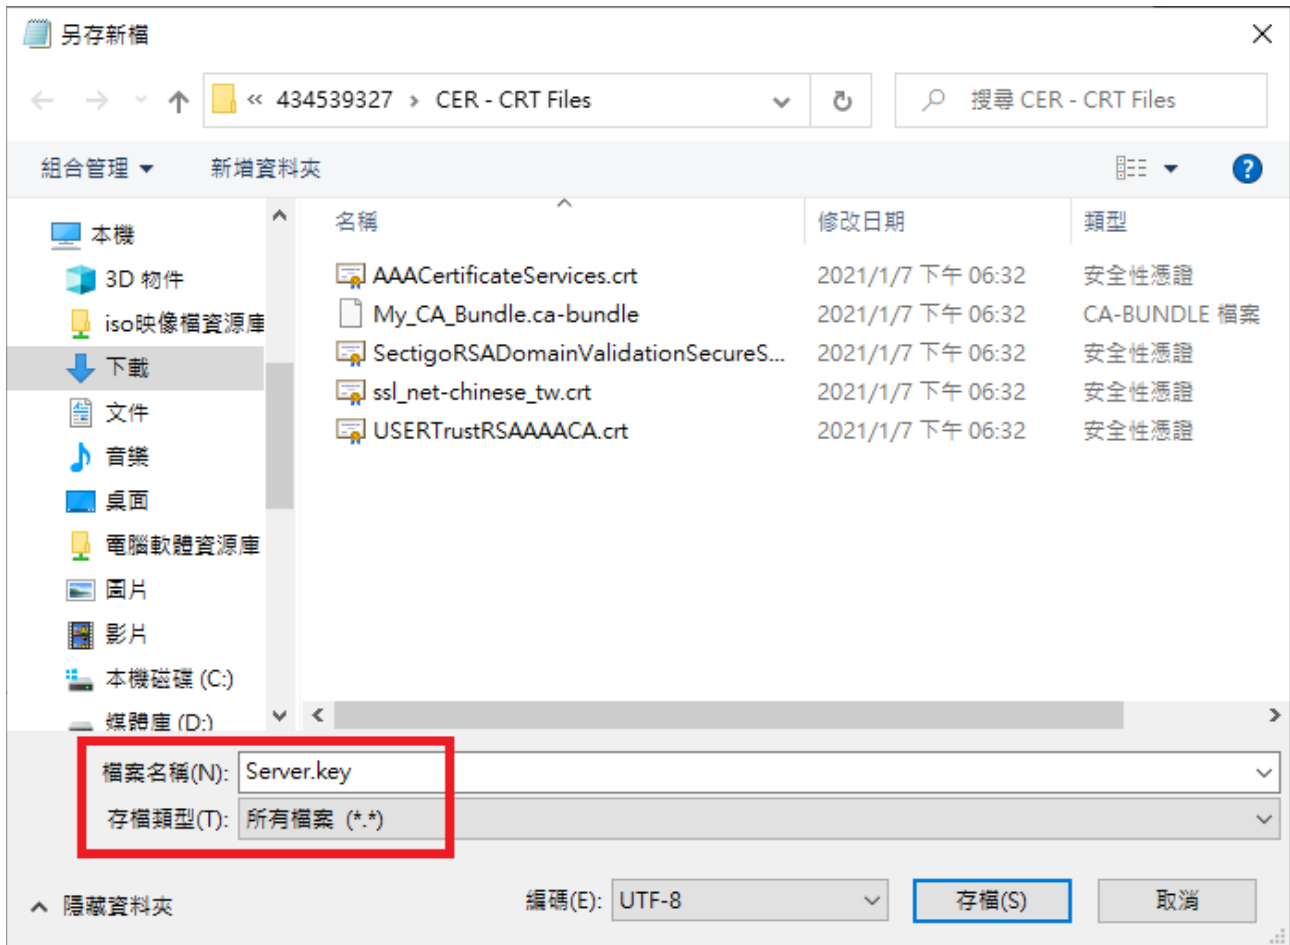 另存新檔
« 434539327 › CER - CRT Files
搜尋 CER - CRT Files
組合管理
新增資料夾
本機
3D 物件
iso映像檔資源庫
下載
文件
音樂
桌面
電腦軟體資源庫
圖片
影片
本機磁碟 (C:)
媒體庫 (D:)
名稱 修改日期 類型
AAACertificateServices.crt 2021/1/7 下午 06:32 安全性憑證
My_CA_Bundle.ca-bundle 2021/1/7 下午 06:32 CA-BUNDLE 檔案
SectigoRSADomainValidationSecureS... 2021/1/7 下午 06:32 安全性憑證
ssl_net-chinese_tw.crt 2021/1/7 下午 06:32 安全性憑證
USERTrustRSAAAACA.crt 2021/1/7 下午 06:32 安全性憑證
檔案名稱(N): Server.key
存檔類型(T): 所有檔案 (*.*)
隱藏資料夾
編碼(E): UTF-8
存檔(S)
取消